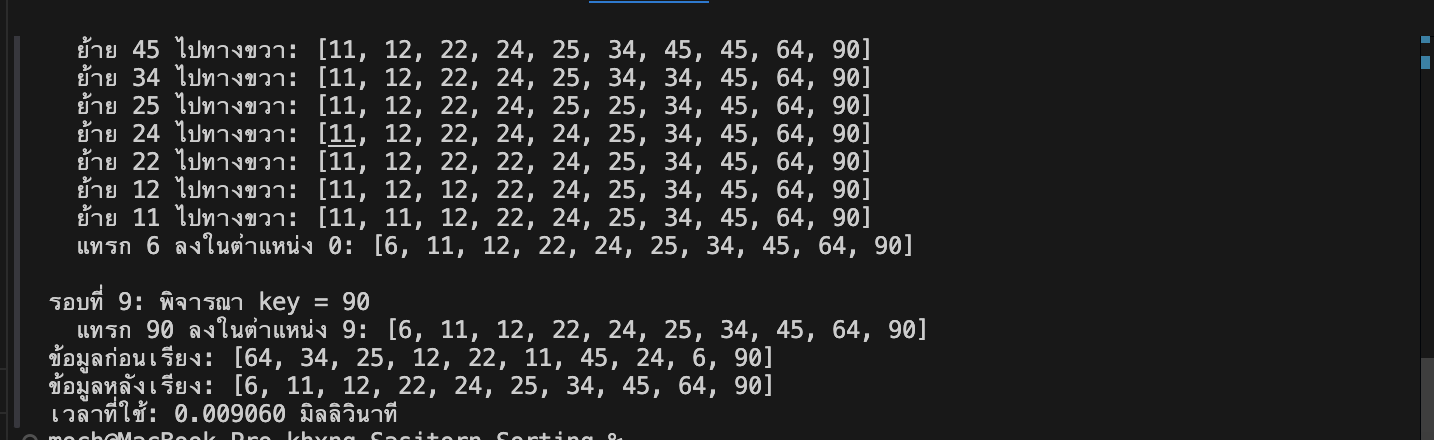 ย้าย 45 ไปทางขวา: [11, 12, 22, 24, 25, 34, 45, 45, 64, 90]
ย้าย 34 ไปทางขวา: [11, 12, 22, 24, 25, 34, 34, 45, 64, 90]
ย้าย 25 ไปทางขวา: [11, 12, 22, 24, 25, 25, 34, 45, 64, 90]
ย้าย 24 ไปทางขวา: [11, 12, 22, 24, 24, 25, 34, 45, 64, 90]
ย้าย 22 ไปทางขวา: [11, 12, 22, 22, 24, 25, 34, 45, 64, 90]
ย้าย 12 ไปทางขวา: [11, 12, 12, 22, 24, 25, 34, 45, 64, 90]
ย้าย 11 ไปทางขวา: [11, 11, 12, 22, 24, 25, 34, 45, 64, 90]
แทรก 6 ลงในตำแหน่ง 0: [6, 11, 12, 22, 24, 25, 34, 45, 64, 90]
รอบที่ 9: พิจารณา key = 90
แทรก 90 ลงในตำแหน่ง 9: [6, 11, 12, 22, 24, 25, 34, 45, 64, 90]
ข้อมูลก่อนเรียง: [64, 34, 25, 12, 22, 11, 45, 24, 6, 90]
ข้อมูลหลังเรียง: [6, 11, 12, 22, 24, 25, 34, 45, 64, 90]
เวลาที่ใช้: 0.009060 มิลลิวินาที
MacBook-Pro-khxng-Sasitorn Sorting %